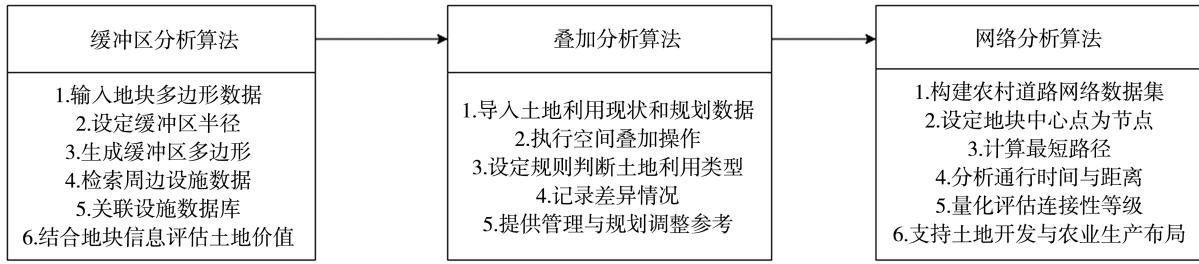 缓冲区分析算法
1.输入地块多边形数据
2.设定缓冲区半径
3.生成缓冲区多边形
4.检索周边设施数据
5.关联设施数据库
6.结合地块信息评估土地价值
叠加分析算法
1.导入土地利用现状和规划数据
2.执行空间叠加操作
3.设定规则判断土地利用类型
4.记录差异情况
5.提供管理与规划调整参考
网络分析算法
1.构建农村道路网络数据集
2.设定地块中心点为节点
3.计算最短路径
4.分析通行时间与距离
5.量化评估连接性等级
6.支持土地开发与农业生产布局